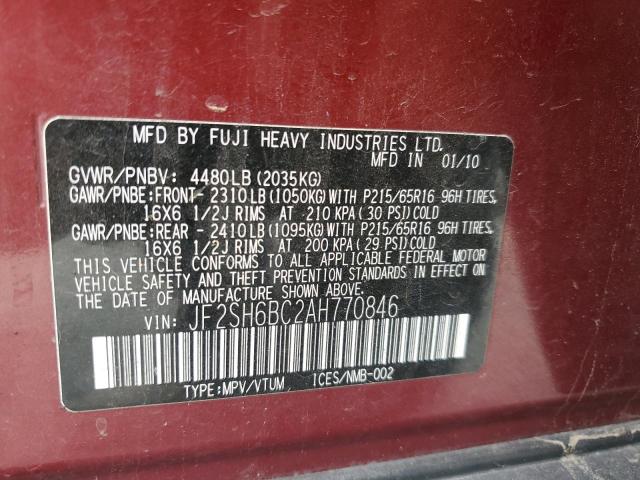 MFD BY FUJI HEAVY INDUSTRIES LTD.
MFD IN 01/10
GVWR/PNBV: 4480LB (2035KG)
GAWR/PNBE:FRONT- 2310LB (1050KG)WITH P215/65R16 96H TIRES,
16X6 1/2J RIMS AT 210 KPA (30 PSI)COLD
GAWR/PNBE:REAR - 2410LB (1095KG)WITH P215/65R16 96H TIRES,
16X6 1/2J RIMS AT 200 KPA (29 PSI)COLD
THIS VEHICLE CONFORMS TO ALL APPLICABLE FEDERAL MOTOR
VEHICLE SAFETY AND THEFT PREVENTION STANDARDS IN EFFECT ON
THE DATE OF MANUFACTURE SHOWN ABOVE.
VIN: JF2SH6BC2AH770846
TYPE:MPV/VTUM ICES/NMB-002